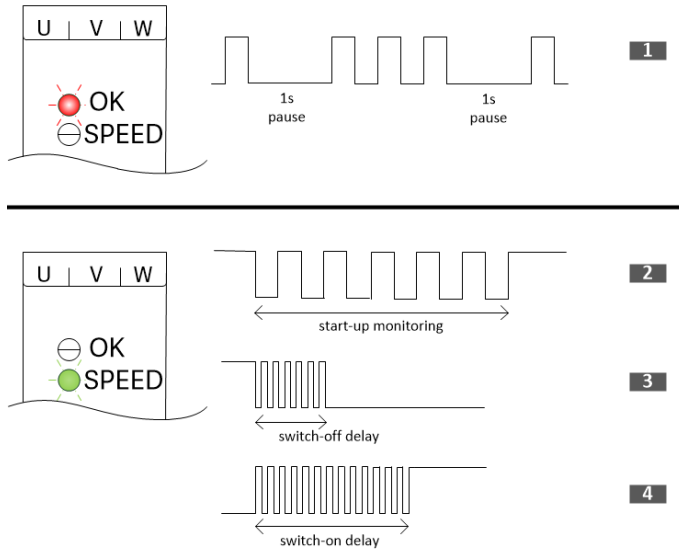 U V W
OK
SPEED
1s
pause
1s
pause
1
U V W
OK
SPEED
start-up monitoring
2
switch-off delay
3
switch-on delay
4